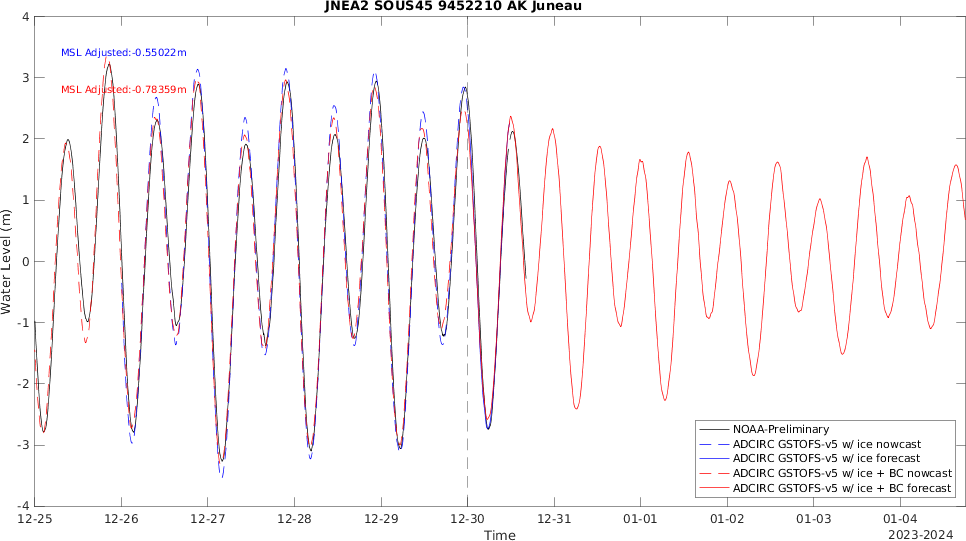 JNEA2 SOUS45 9452210 AK Juneau
4
MSL Adjusted:-0.55022m
3
MSL Adjusted:-0.78359m
2
1
0
-1
-2
-3
-4
Water Level (m)
NOAA-Preliminary
ADCIRC GSTOFS-v5 w/ ice nowcast
ADCIRC GSTOFS-v5 w/ ice forecast
ADCIRC GSTOFS-v5 w/ ice + BC nowcast
ADCIRC GSTOFS-v5 w/ ice + BC forecast
12-25 12-26 12-27 12-28 12-29 12-30 12-31 01-01 01-02 01-03 01-04
Time
2023-2024